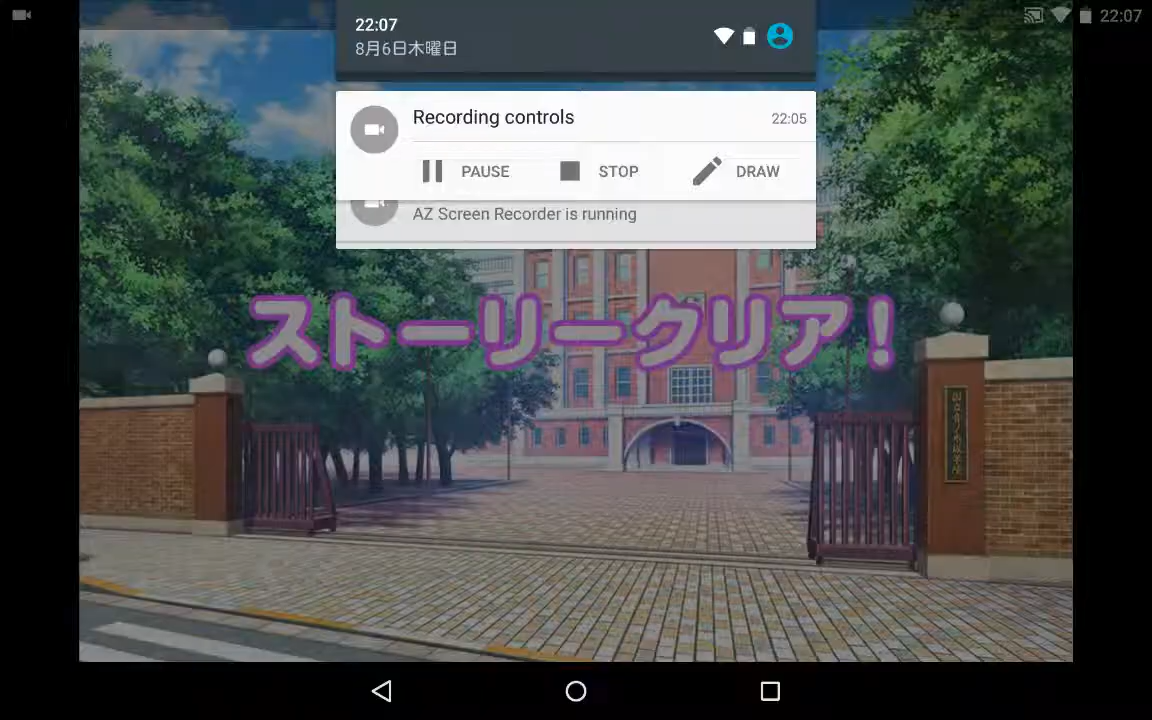 22:07
22:07
8月6日木曜日
Recording controls
22:05
PAUSE
STOP
DRAW
AZ Screen Recorder is running
ストーリークリア!